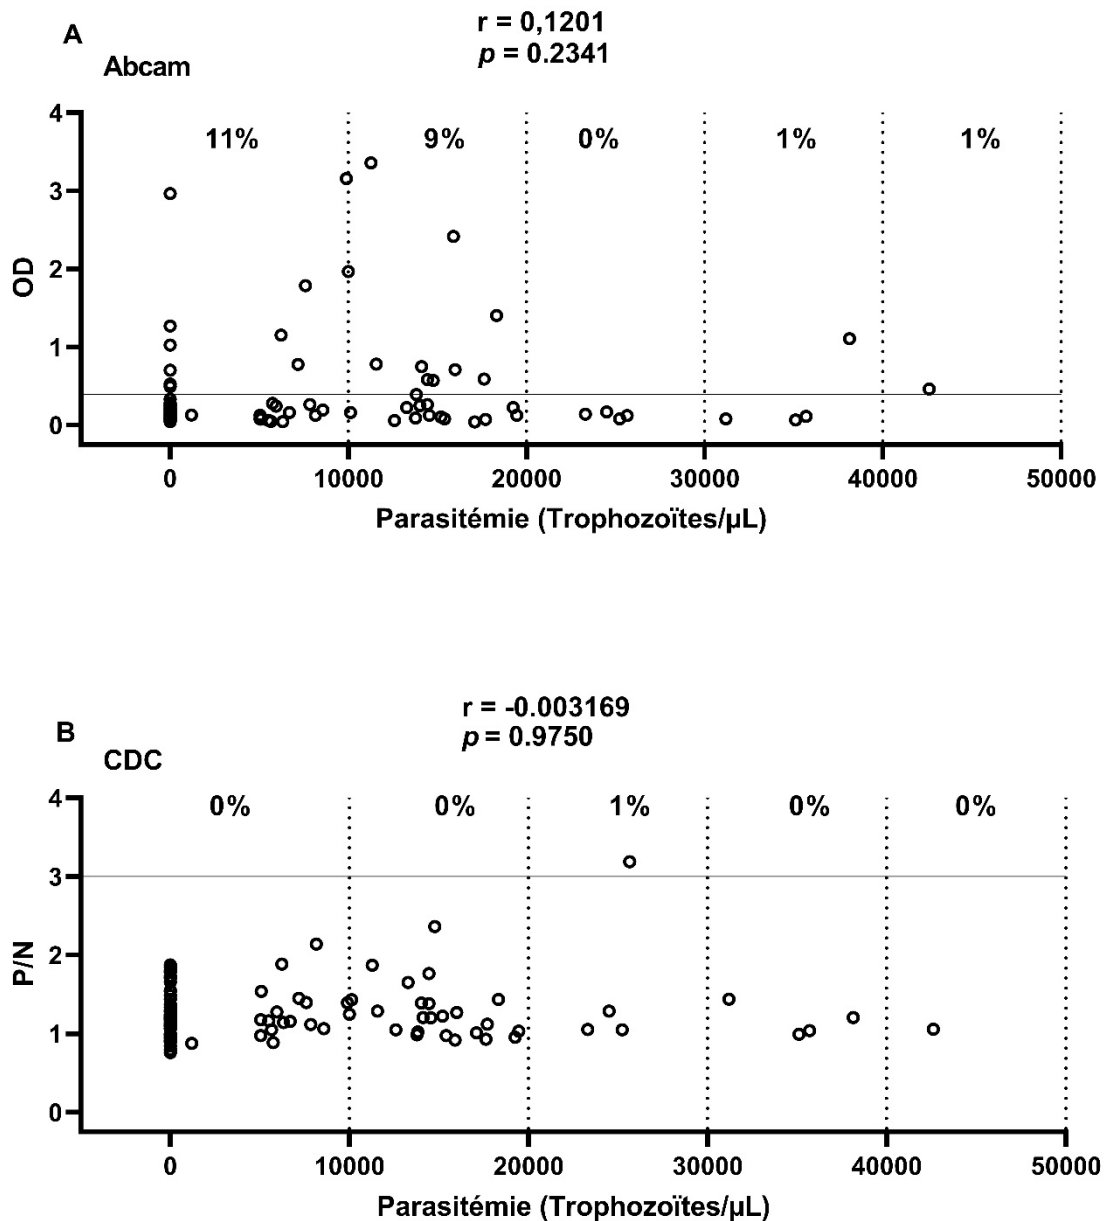 r = 0,1201
A
p = 0.2341
Abcam
4
11% 9% 0% 1% 1%
3
2
OD
1
0
0 10000 20000 30000 40000 50000
Parasitémie (Trophozoïtes/µL)
r = -0.003169
B
p = 0.9750
CDC
4
0% 0% 1% 0% 0%
3
2
P/N
1
0
0 10000 20000 30000 40000 50000
Parasitémie (Trophozoïtes/µL)